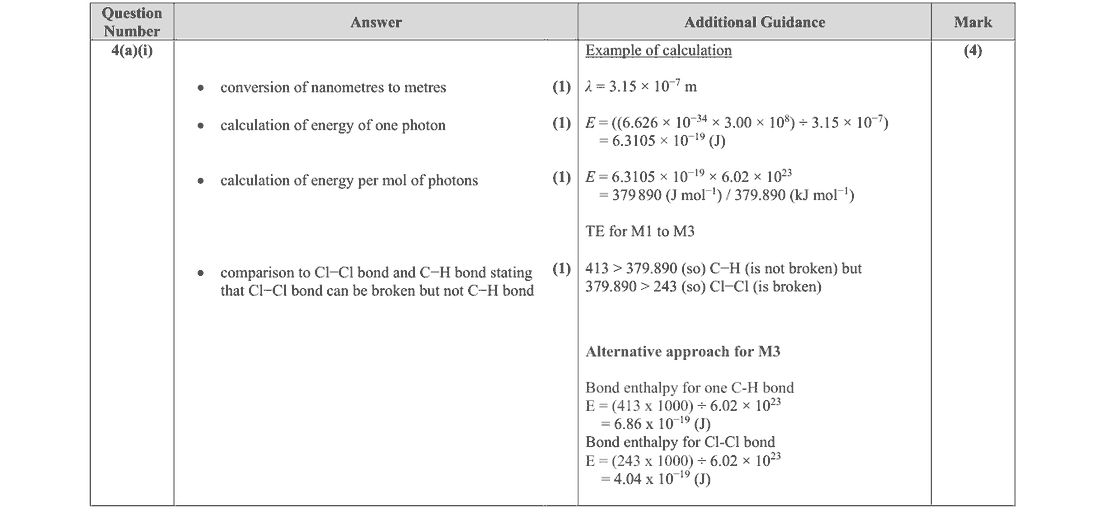 Question Number
Answer
Additional Guidance
Mark
4(a)(i)
Example of calculation
(4)
• conversion of nanometres to metres (1) λ = 3.15 × 10⁻⁷ m
• calculation of energy of one photon (1) E = ((6.626 × 10⁻³⁴ × 3.00 × 10⁸) ÷ 3.15 × 10⁻⁷)
= 6.3105 × 10⁻¹⁹ (J)
• calculation of energy per mol of photons (1) E = 6.3105 × 10⁻¹⁹ × 6.02 × 10²³
= 379 890 (J mol⁻¹) / 379.890 (kJ mol⁻¹)
TE for M1 to M3
• comparison to Cl−Cl bond and C−H bond stating (1) 413 > 379.890 (so) C−H (is not broken) but
that Cl−Cl bond can be broken but not C−H bond 379.890 > 243 (so) Cl−Cl (is broken)
Alternative approach for M3
Bond enthalpy for one C-H bond
E = (413 x 1000) ÷ 6.02 × 10²³
= 6.86 x 10⁻¹⁹ (J)
Bond enthalpy for Cl-Cl bond
E = (243 x 1000) ÷ 6.02 × 10²³
= 4.04 x 10⁻¹⁹ (J)